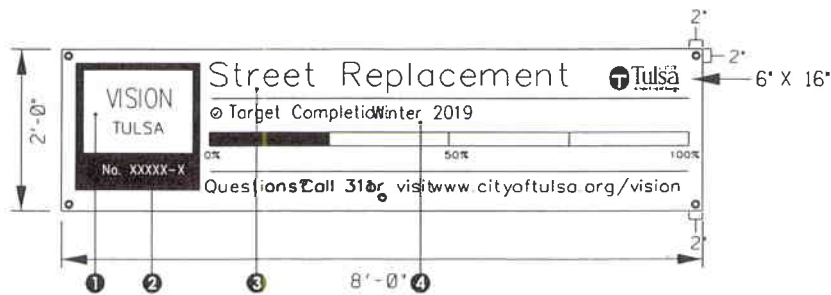 2"
Street Replacement
Tulsa
2"
6" X 16"
VISION
TULSA
Target Completion: Winter 2019
2'-0"
0% 50% 100%
No. XXXXX-X
Questions? Call 311 or visit www.cityoftulsa.org/vision
2"
1 2 3 8'-0" 4